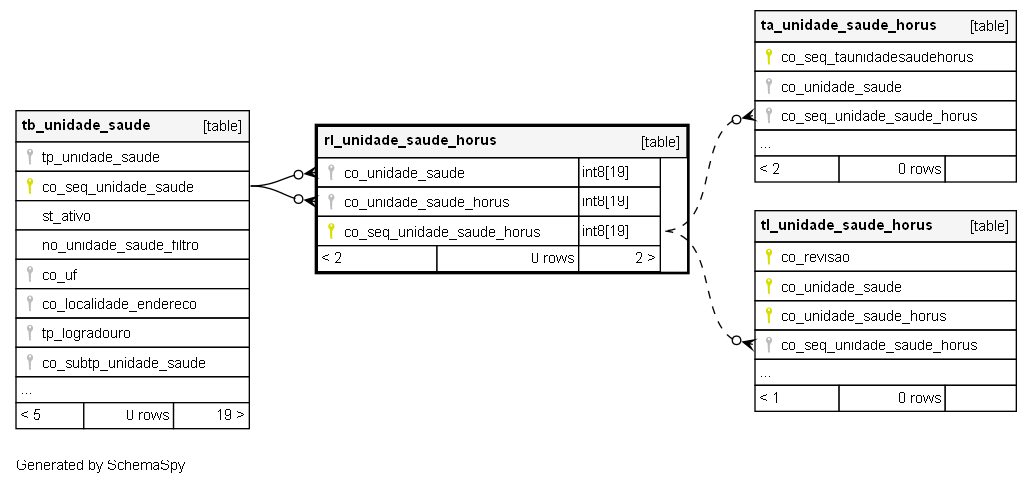 tb_unidade_saude [table]
tp_unidade_saude
co_seq_unidade_saude
st_ativo
no_unidade_saude_filtro
co_uf
co_localidade_endereco
tp_logradouro
co_subtp_unidade_saude
...
< 5 0 rows 19 >
rl_unidade_saude_horus [table]
co_unidade_saude int8[19]
co_unidade_saude_horus int8[19]
co_seq_unidade_saude_horus int8[19]
< 2 0 rows 2 >
ta_unidade_saude_horus [table]
co_seq_taunidadesaudehorus
co_unidade_saude
co_seq_unidade_saude_horus
...
< 2 0 rows
tl_unidade_saude_horus [table]
co_revisao
co_unidade_saude
co_unidade_saude_horus
co_seq_unidade_saude_horus
...
< 1 0 rows
Generated by SchemaSpy